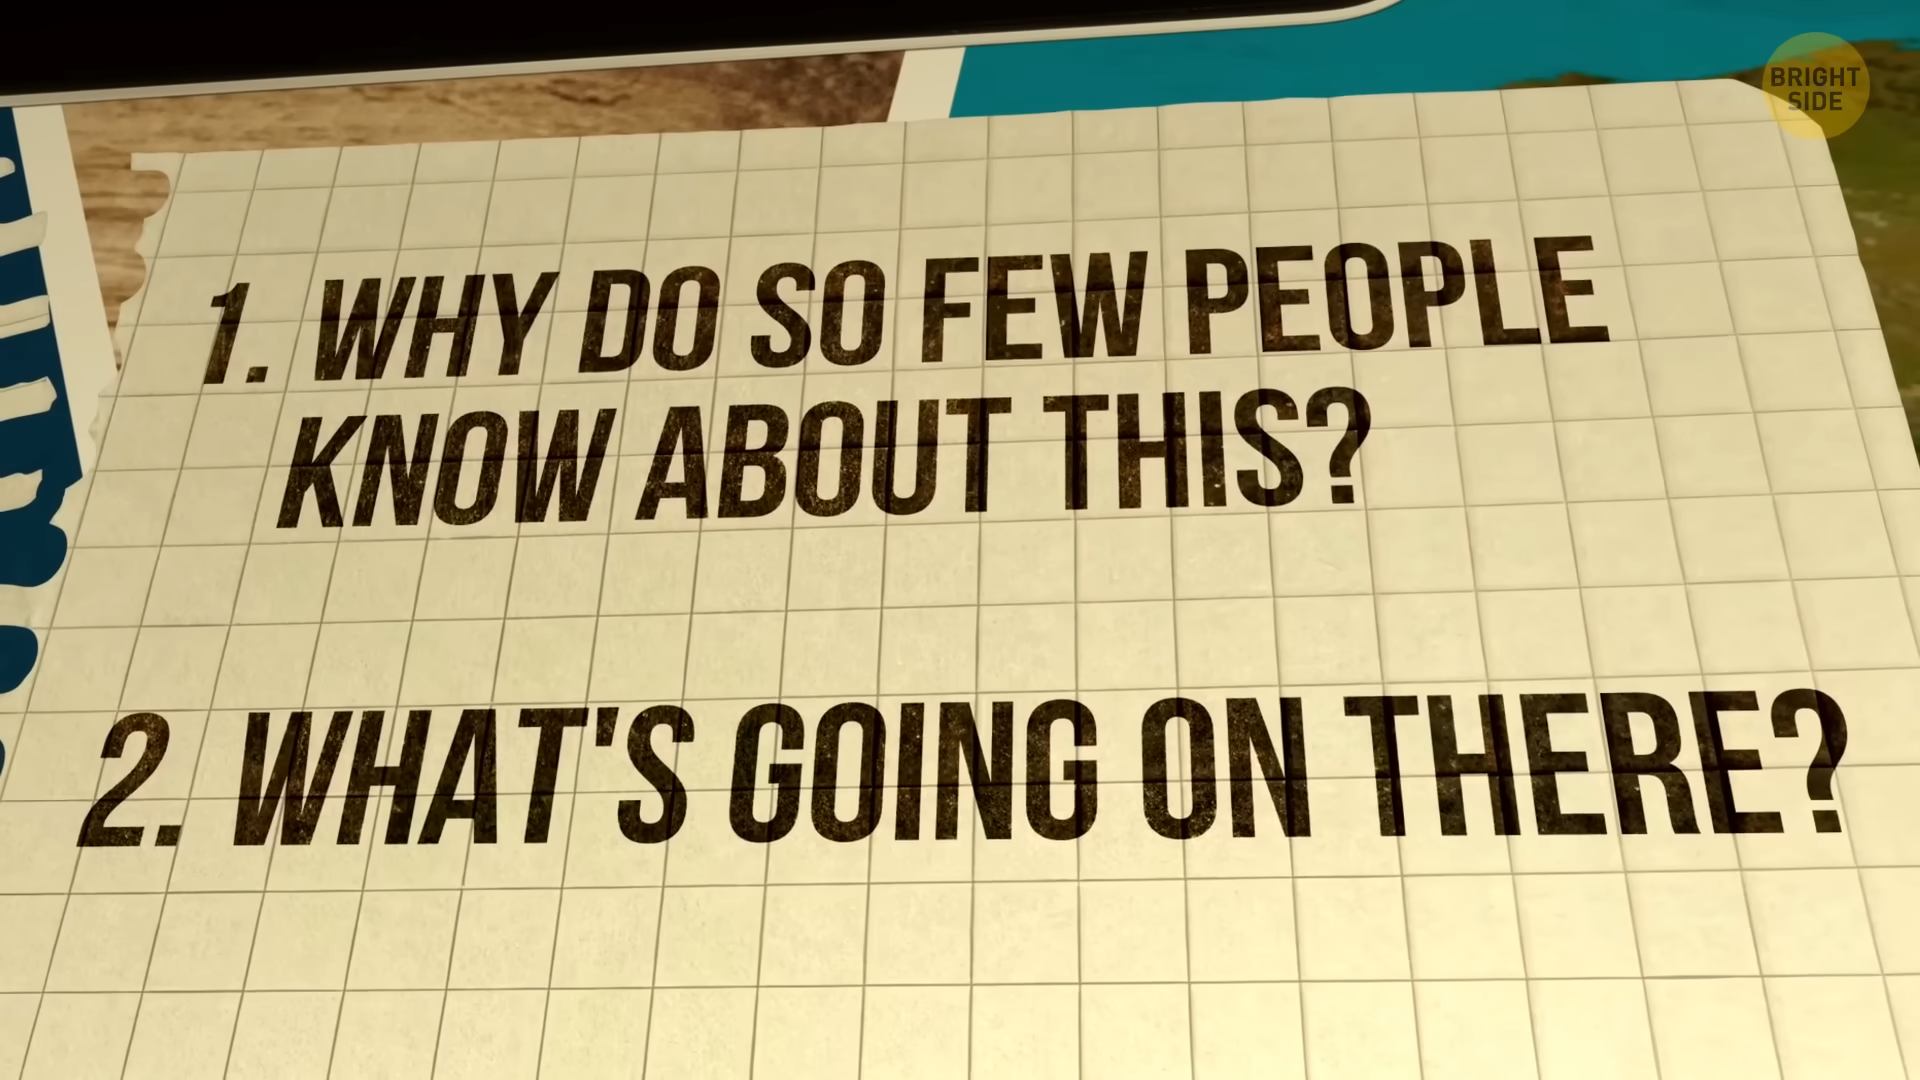 BRIGHT
SIDE
1. WHY DO SO FEW PEOPLE
KNOW ABOUT THIS?
2. WHAT'S GOING ON THERE?